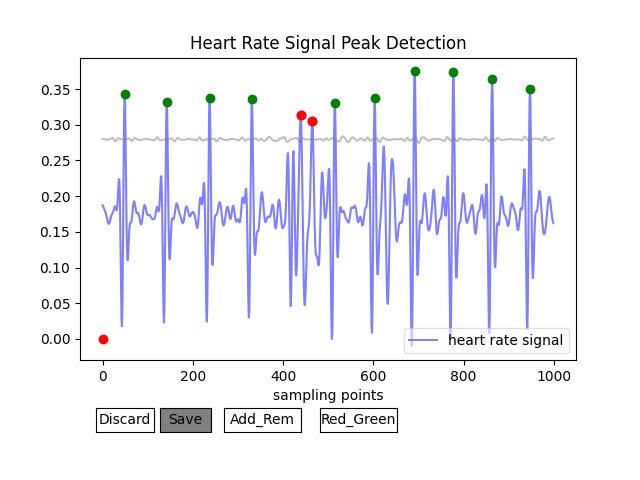 Heart Rate Signal Peak Detection
0.35
0.30
0.25
0.20
0.15
0.10
0.05
0.00
heart rate signal
0 200 400 600 800 1000
sampling points
Discard Save Add_Rem Red_Green